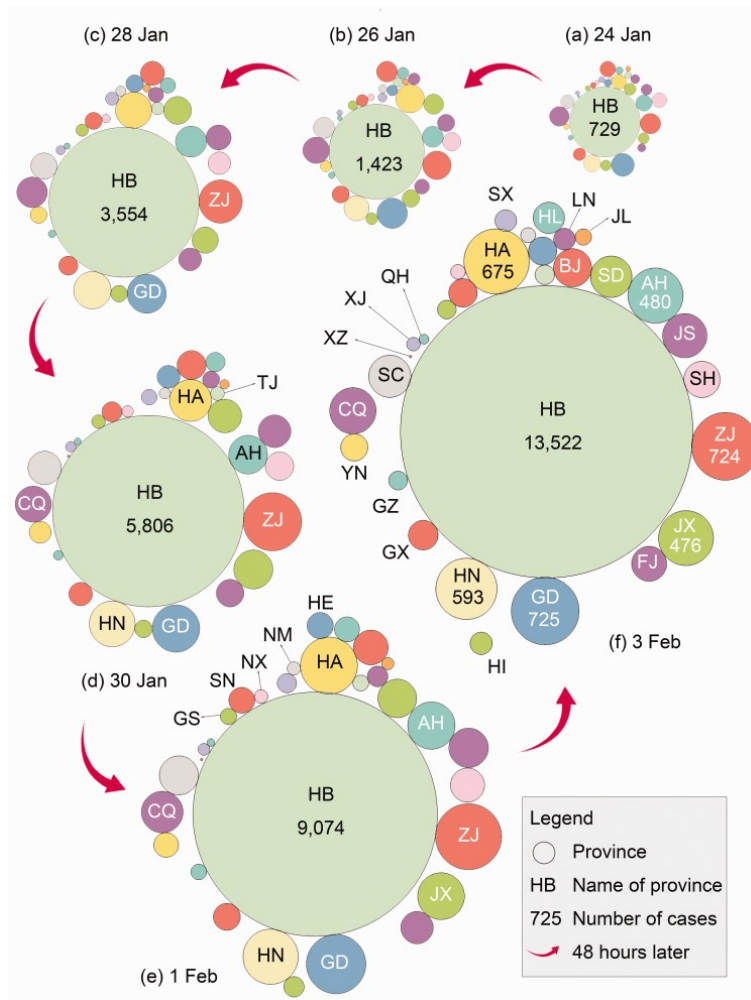 (c) 28 Jan
(b) 26 Jan
(a) 24 Jan
HB
729
HB
1,423
HB
3,554
ZJ
GD
SX
HL
LN
JL
HA
675
BJ
SD
AH
480
QH
XJ
XZ
JS
SC
SH
CQ
HB
13,522
ZJ
724
YN
GZ
GX
JX
476
FJ
HN
593
GD
725
HI
(f) 3 Feb
TJ
HA
AH
HB
5,806
CQ
ZJ
HN
GD
(d) 30 Jan
HE
NM
HA
NX
SN
GS
AH
HB
9,074
CQ
ZJ
JX
HN
GD
(e) 1 Feb
Legend
Province
HB Name of province
725 Number of cases
48 hours later